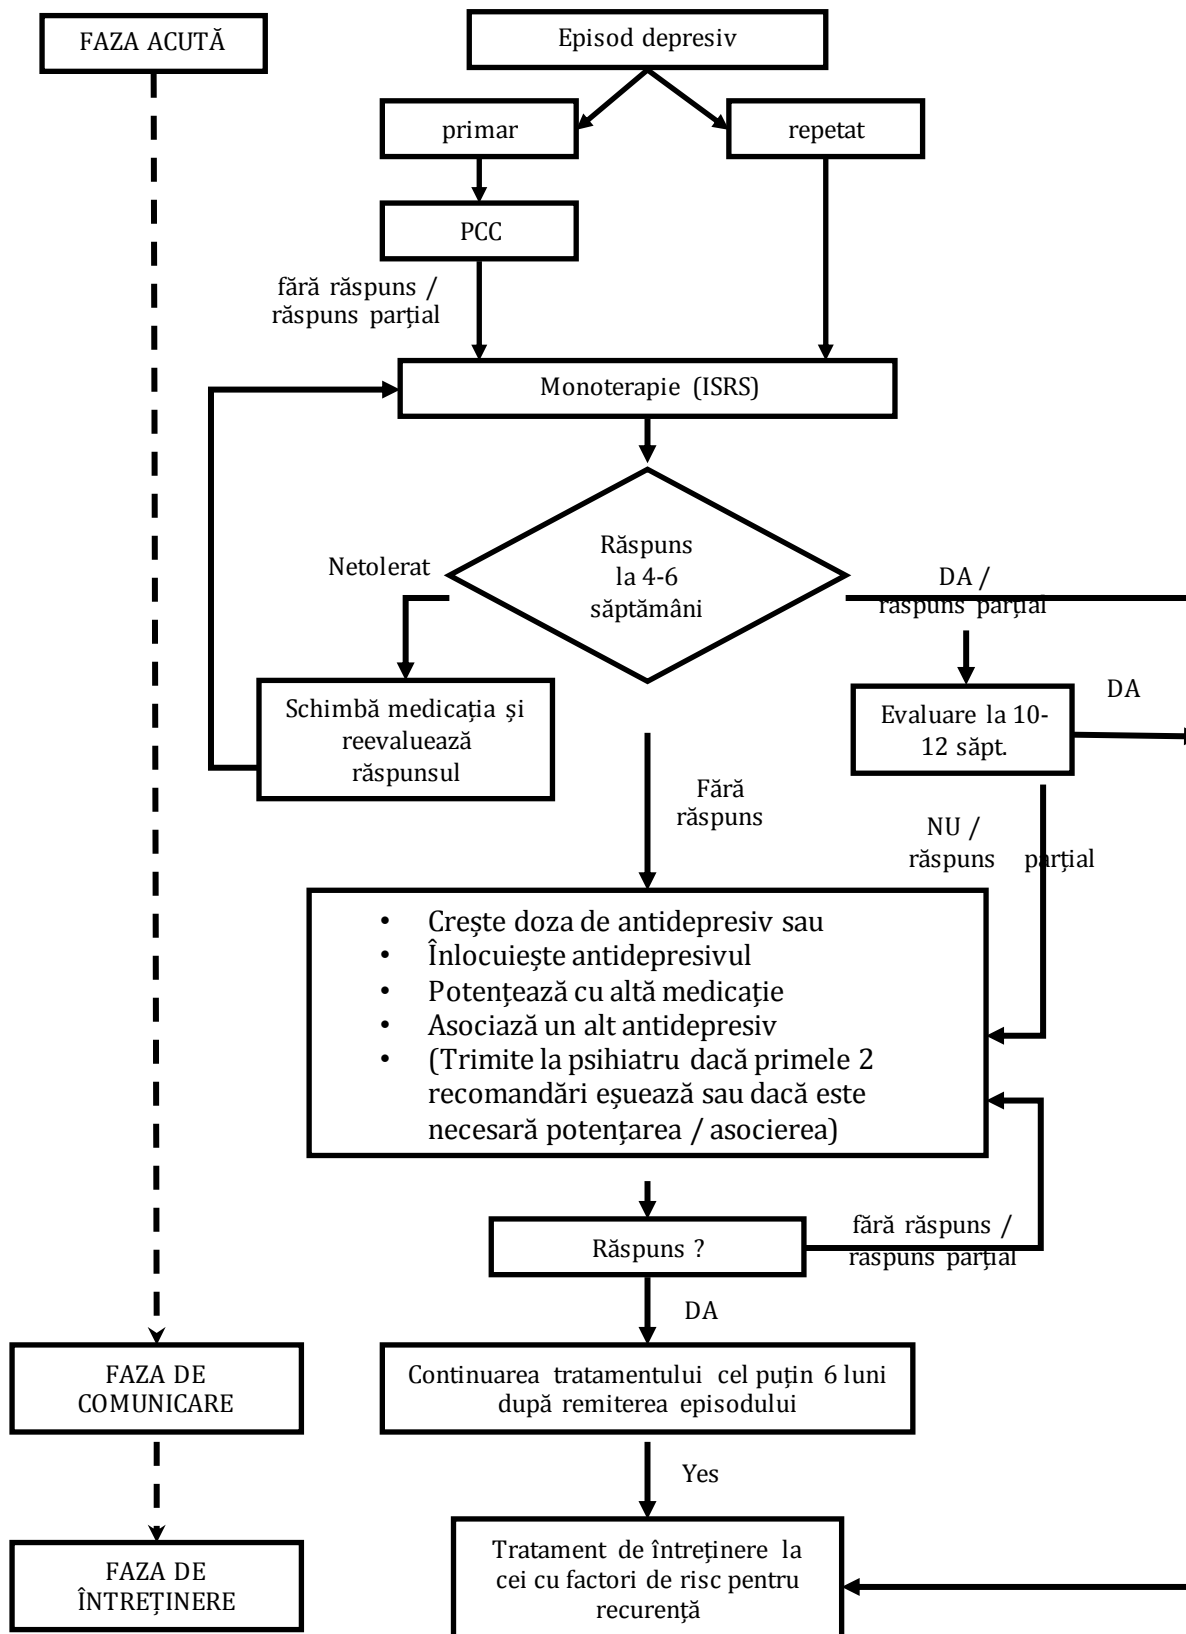 FAZA ACUTĂ
Episod depresiv
primar
repetat
PCC
fără răspuns /
răspuns parțial
Monoterapie (ISRS)
Răspuns
la 4-6
săptămâni
Netolerat
DA /
răspuns parțial
Schimbă medicația și
reevaluează
răspunsul
Evaluare la 10-
12 săpt.
DA
Fără
răspuns
NU /
răspuns parțial
• Crește doza de antidepresiv sau
• Înlocuiește antidepresivul
• Potențează cu altă medicație
• Asociază un alt antidepresiv
• (Trimite la psihiatru dacă primele 2
recomandări eșuează sau dacă este
necesară potențarea / asocierea)
Răspuns ?
fără răspuns /
răspuns parțial
DA
FAZA DE
COMUNICARE
Continuarea tratamentului cel puțin 6 luni
după remiterea episodului
Yes
FAZA DE
ÎNTREȚINERE
Tratament de întreținere la
cei cu factori de risc pentru
recurență